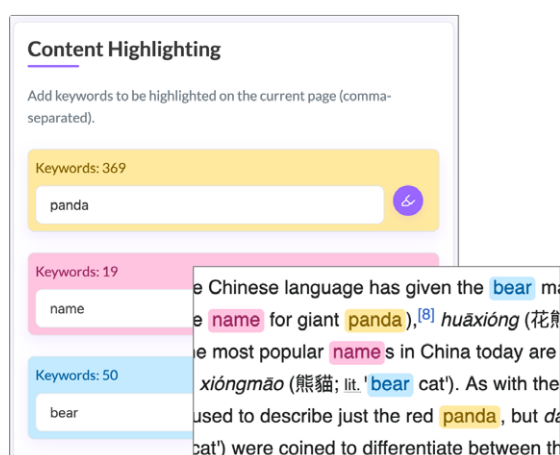 Content Highlighting
Add keywords to be highlighted on the current page (comma-
separated).
Keywords: 369
panda
Keywords: 19
name
Keywords: 50
bear
e Chinese language has given the bear ma
e name for giant panda),[8] huāxióng (花熊
e most popular names in China today are
xióngmāo (熊貓; lit. 'bear cat'). As with the
used to describe just the red panda, but da
cat') were coined to differentiate between th